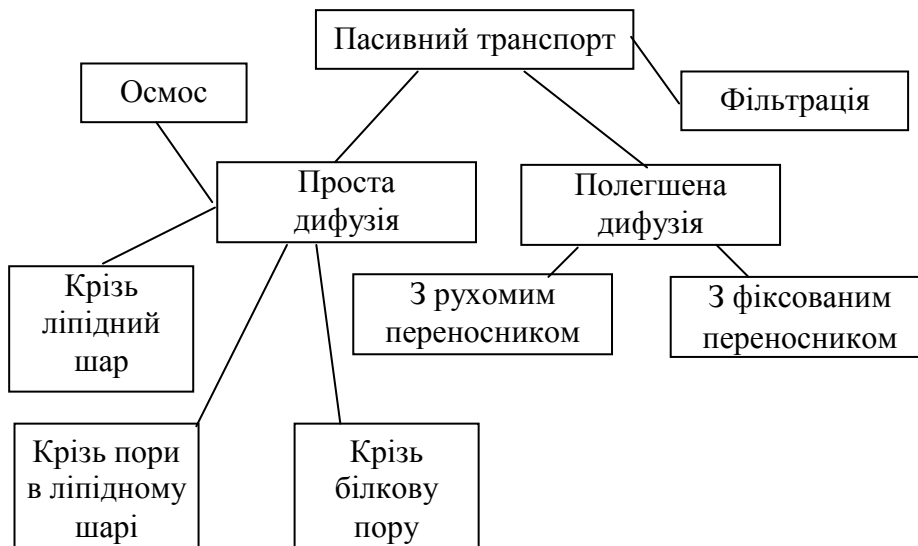 Пасивний транспорт
Осмос
Фільтрація
Проста
дифузія
Полегшена
дифузія
Крізь
ліпідний
шар
З рухомим
переносником
З фіксованим
переносником
Крізь пори
в ліпідному
шарі
Крізь
білкову
пору